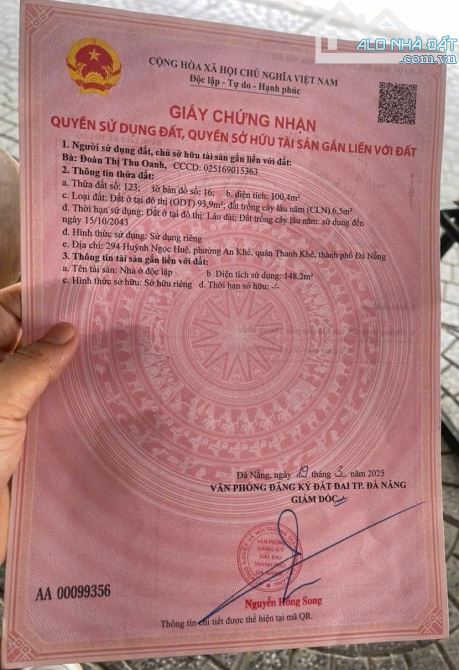 ALO NHÀ ĐẤT
.com.vn
CỘNG HÒA XÃ HỘI CHỦ NGHĨA VIỆT NAM
Độc lập - Tự do - Hạnh phúc
GIẤY CHỨNG NHẬN
QUYỀN SỬ DỤNG ĐẤT, QUYỀN SỞ HỮU TÀI SẢN GẮN LIỀN VỚI ĐẤT
1. Người sử dụng đất, chủ sở hữu tài sản gắn liền với đất:
Bà: Đoàn Thị Thu Oanh, CCCD: 025169015363
2. Thông tin thửa đất:
a. Thửa đất số: 123; tờ bản đồ số: 16; b. diện tích: 100,4m²
c. Loại đất: Đất ở tại đô thị (ODT) 93,9m², đất trồng cây lâu năm (CLN) 6,5m²
d. Thời hạn sử dụng: Đất ở tại đô thị: Lâu dài; Đất trồng cây lâu năm: sử dụng đến
ngày 15/10/2043
đ. Hình thức sử dụng: Sử dụng riêng
e. Địa chỉ: 294 Huỳnh Ngọc Huệ, phường An Khê, quận Thanh Khê, thành phố Đà Nẵng
3. Thông tin tài sản gắn liền với đất:
a. Tên tài sản: Nhà ở độc lập b Diện tích sử dụng: 148.2m²
c. Hình thức sở hữu: Sở hữu riêng d. Thời hạn sở hữu: -/-
Đà Nẵng, ngày 19 tháng 3 năm 2025
VĂN PHÒNG ĐĂNG KÝ ĐẤT ĐAI TP. ĐÀ NẴNG
GIÁM ĐỐC
VĂN PHÒNG
ĐĂNG KÝ
ĐẤT ĐAI
THÀNH PHỐ
ĐÀ NẴNG
AA 00099356
Nguyễn Hồng Song
Thông tin chi tiết được thể hiện tại mã QR.